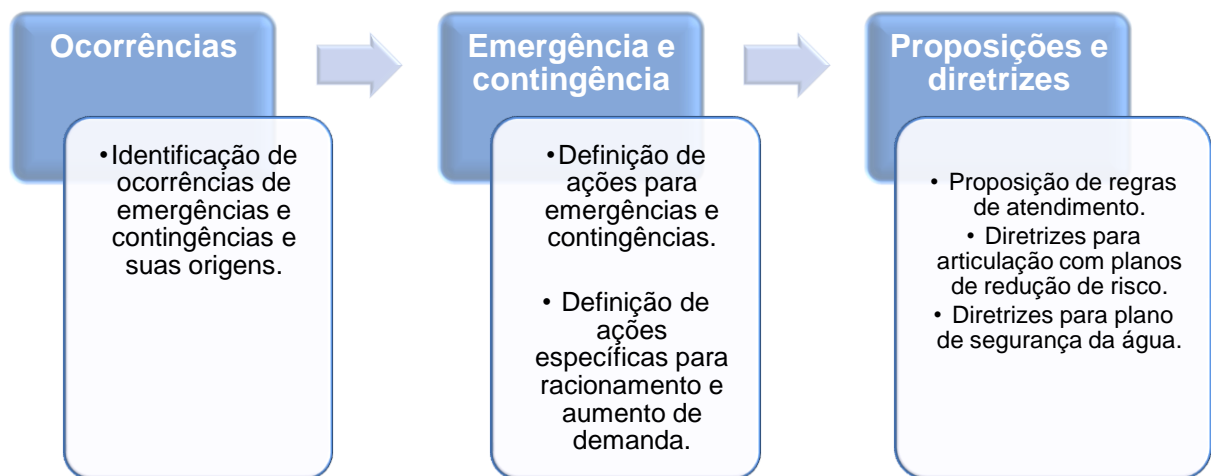 Ocorrências
•Identificação de
ocorrências de
emergências e
contingências e
suas origens.
Emergência e
contingência
•Definição de
ações para
emergências e
contingências.
• Definição de
ações
específicas para
racionamento e
aumento de
demanda.
Proposições e
diretrizes
• Proposição de regras
de atendimento.
• Diretrizes para
articulação com planos
de redução de risco.
• Diretrizes para plano
de segurança da água.